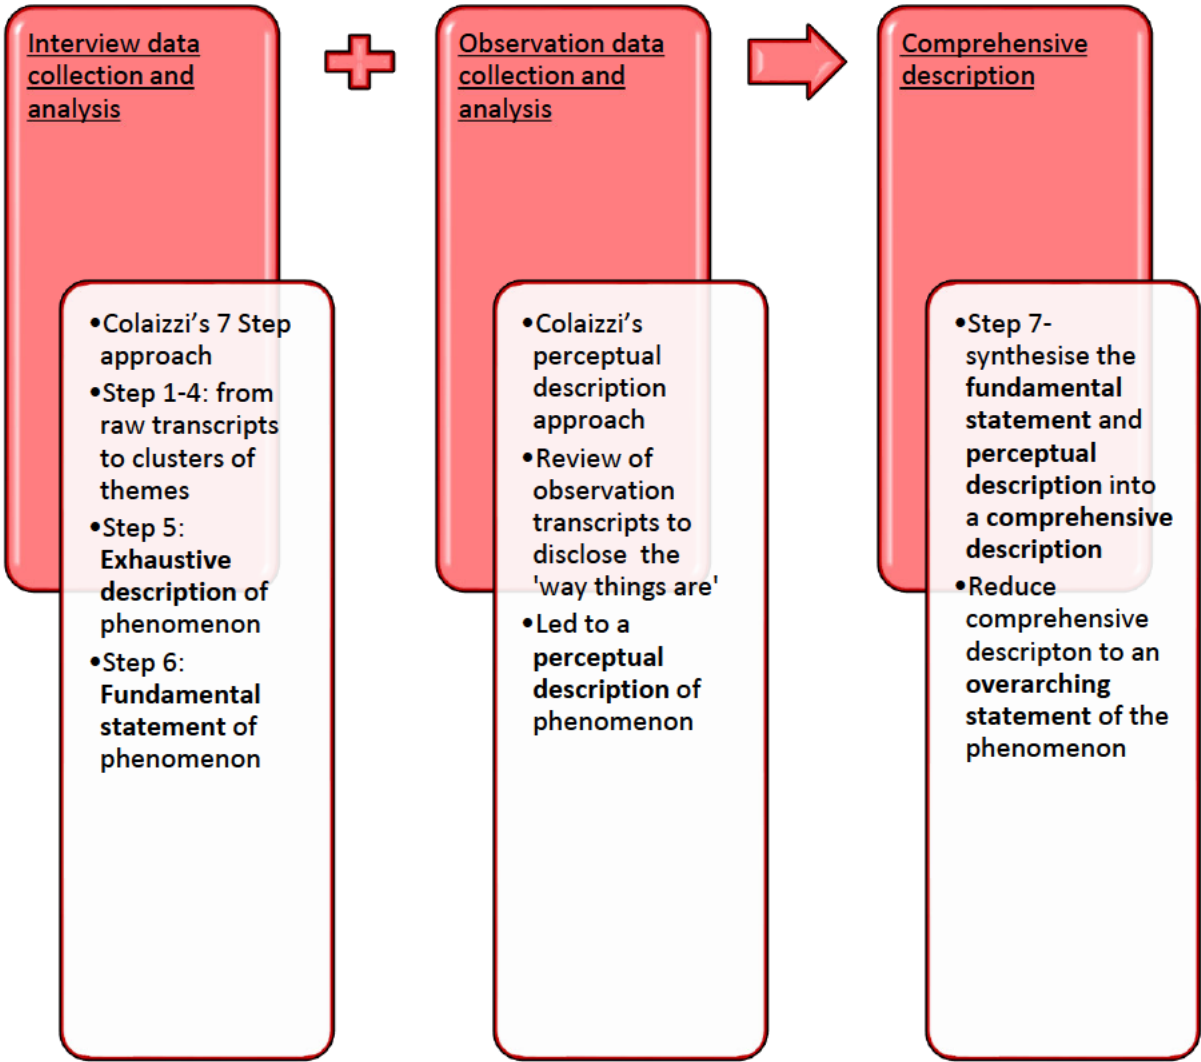 Interview data
collection and
analysis
•Colaizzi’s 7 Step
approach
•Step 1-4: from
raw transcripts
to clusters of
themes
•Step 5:
Exhaustive
description of
phenomenon
•Step 6:
Fundamental
statement of
phenomenon
Observation data
collection and
analysis
•Colaizzi’s
perceptual
description
approach
•Review of
observation
transcripts to
disclose the
'way things are'
•Led to a
perceptual
description of
phenomenon
Comprehensive
description
•Step 7-
synthesise the
fundamental
statement and
perceptual
description into
a comprehensive
description
•Reduce
comprehensive
descripton to an
overarching
statement of the
phenomenon